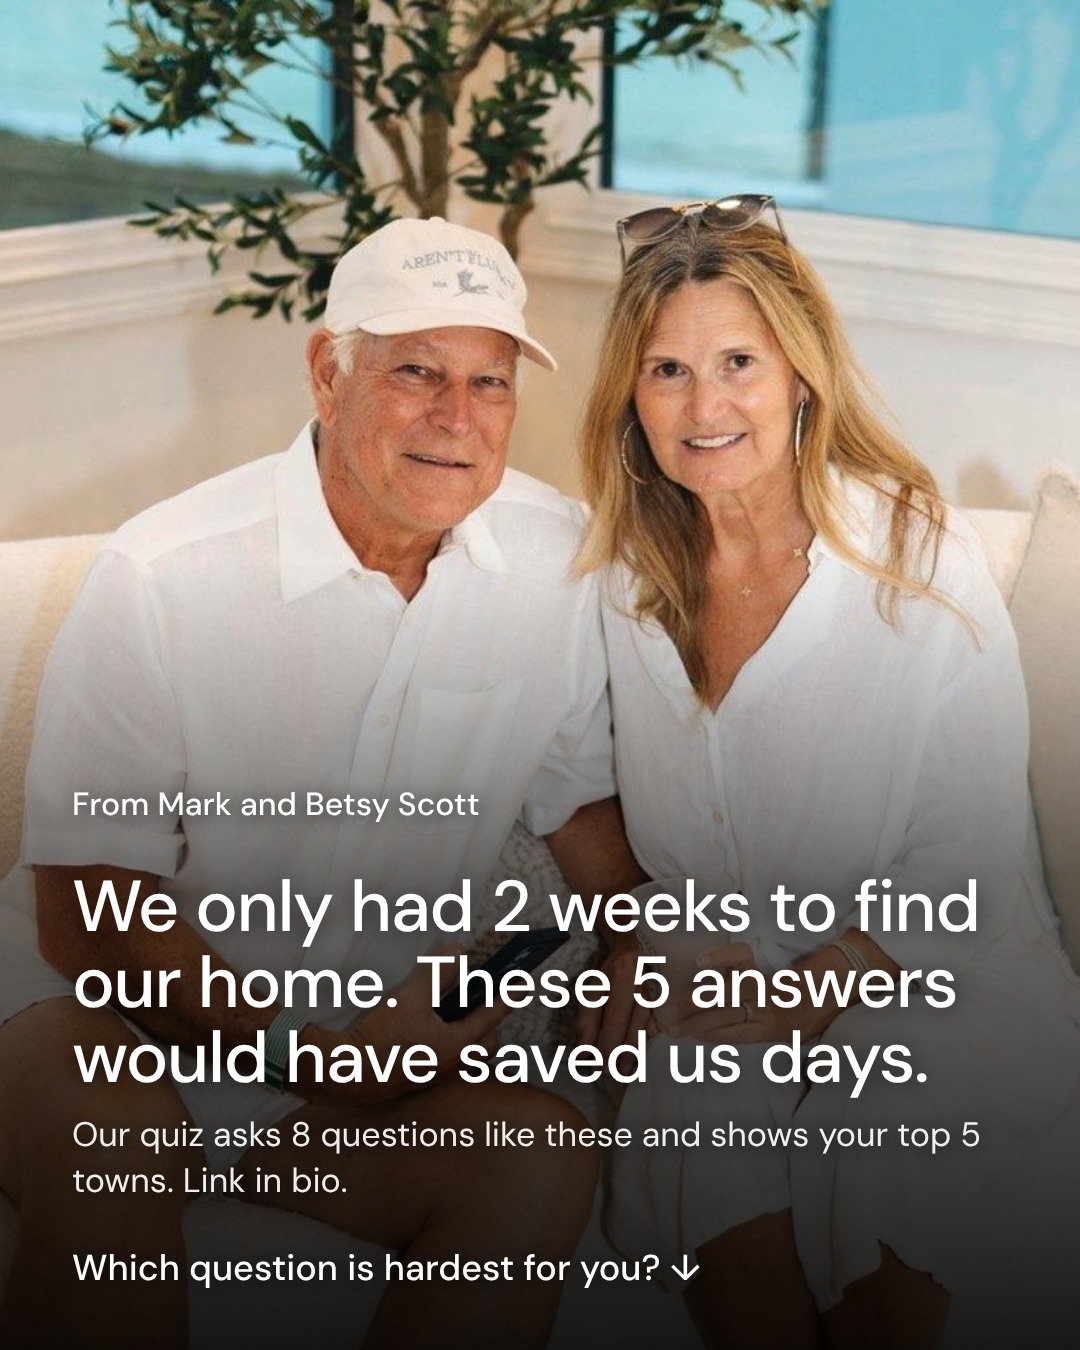 AREN'T
From Mark and Betsy Scott
We only had 2 weeks to find
our home. These 5 answers
would have saved us days.
Our quiz asks 8 questions like these and shows your top 5
towns. Link in bio.
Which question is hardest for you? ↓